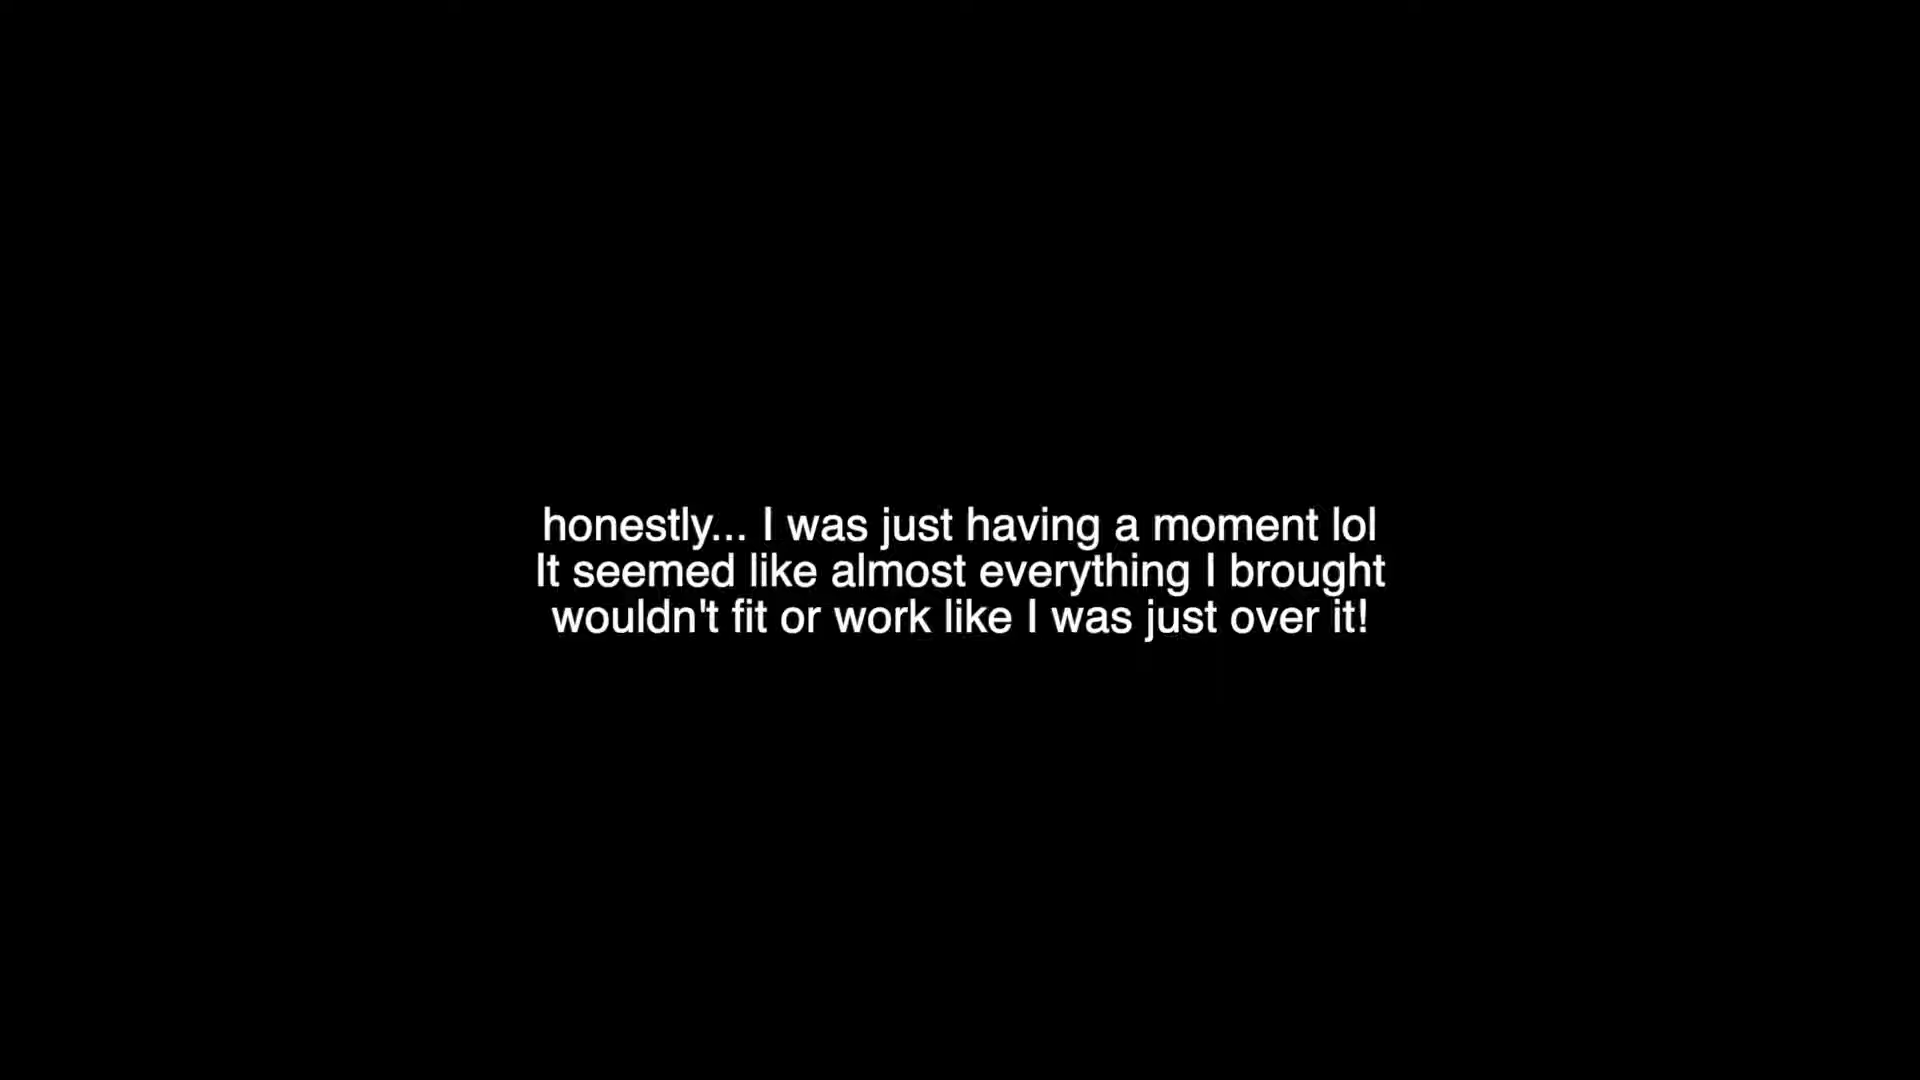 honestly... I was just having a moment lol
It seemed like almost everything I brought
wouldn't fit or work like I was just over it!